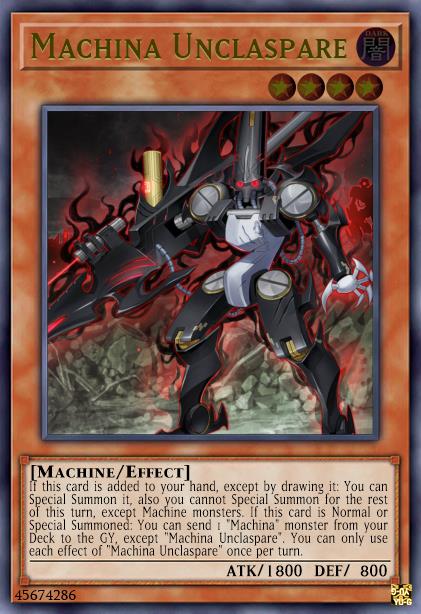 Machina Unclaspare
DARK
闇
[Machine/Effect]
If this card is added to your hand, except by drawing it: You can
Special Summon it, also you cannot Special Summon for the rest
of this turn, except Machine monsters. If this card is Normal or
Special Summoned: You can send 1 "Machina" monster from your
Deck to the GY, except "Machina Unclaspare". You can only use
each effect of "Machina Unclaspare" once per turn.
ATK/1800 DEF/ 800
45674286